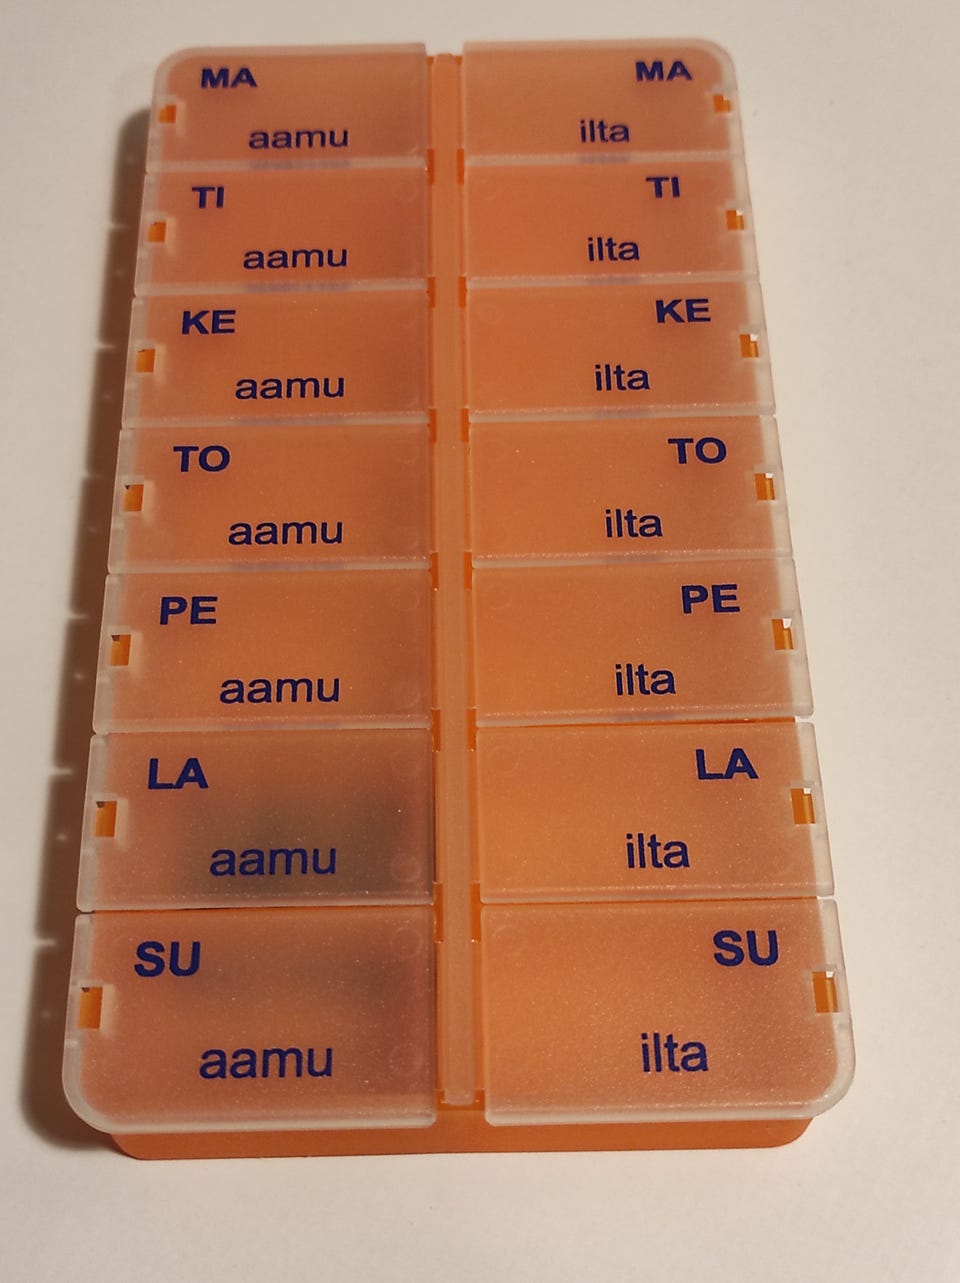 MA MA
aamu ilta
TI TI
aamu ilta
KE KE
aamu ilta
TO TO
aamu ilta
PE PE
aamu ilta
LA LA
aamu ilta
SU SU
aamu ilta